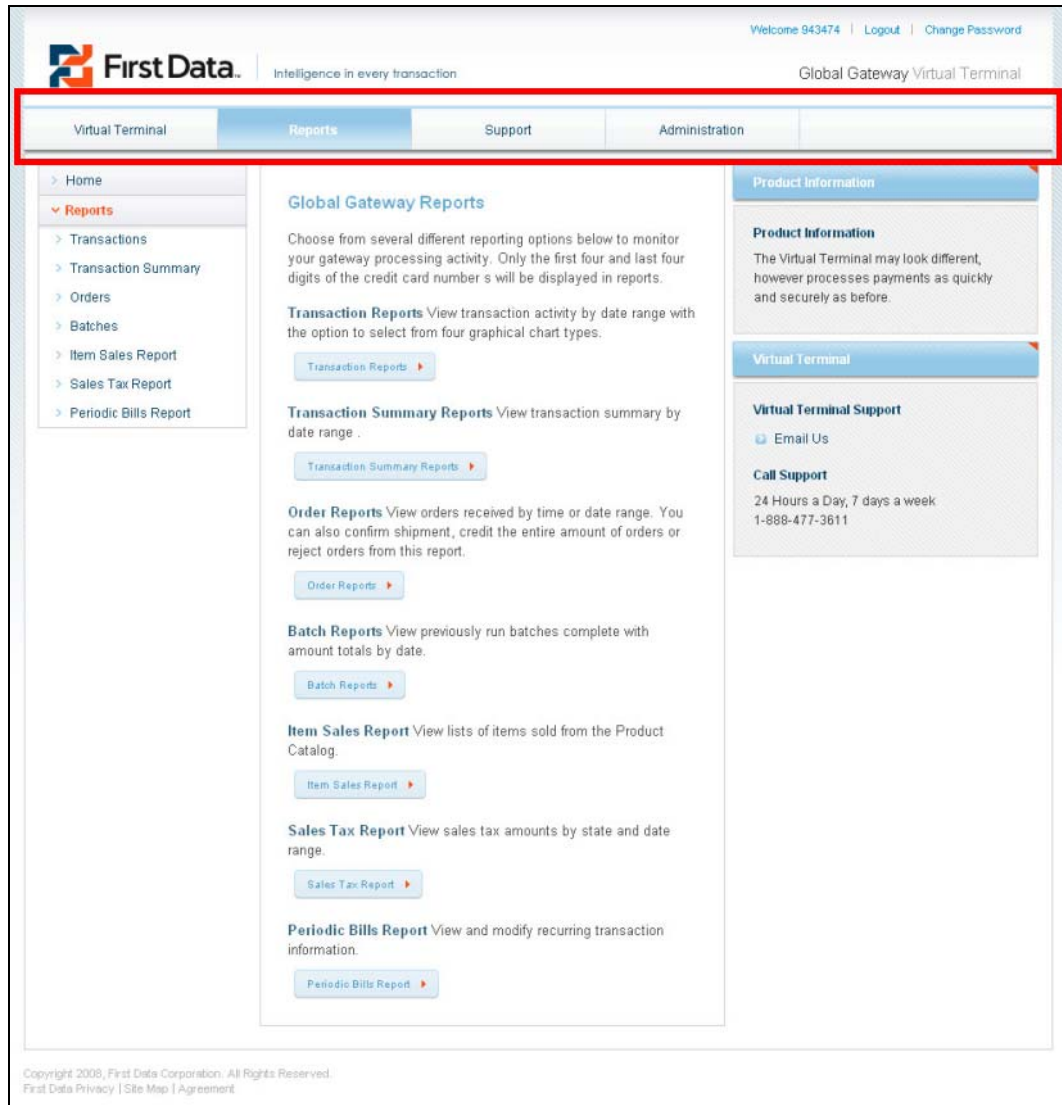 Welcome 943474 | Logout | Change Password
First Data.
Intelligence in every transaction
Global Gateway Virtual Terminal
Virtual Terminal
Reports
Support
Administration
Home
Reports
Transactions
Transaction Summary
Orders
Batches
Item Sales Report
Sales Tax Report
Periodic Bills Report
Global Gateway Reports
Choose from several different reporting options below to monitor
your gateway processing activity. Only the first four and last four
digits of the credit card number s will be displayed in reports.
Transaction Reports View transaction activity by date range with
the option to select from four graphical chart types.
Transaction Reports
Transaction Summary Reports View transaction summary by
date range .
Transaction Summary Reports
Order Reports View orders received by time or date range. You
can also confirm shipment, credit the entire amount of orders or
reject orders from this report.
Order Reports
Batch Reports View previously run batches complete with
amount totals by date.
Batch Reports
Item Sales Report View lists of items sold from the Product
Catalog.
Item Sales Report
Sales Tax Report View sales tax amounts by state and date
range.
Sales Tax Report
Periodic Bills Report View and modify recurring transaction
information.
Periodic Bills Report
Product Information
Product Information
The Virtual Terminal may look different,
however processes payments as quickly
and securely as before.
Virtual Terminal
Virtual Terminal Support
Email Us
Call Support
24 Hours a Day, 7 days a week
1-888-477-3611
Copyright 2008, First Data Corporation. All Rights Reserved.
First Data Privacy | Site Map | Agreement